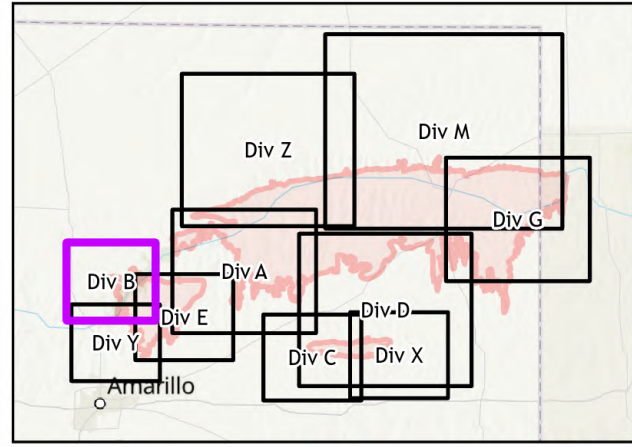 Div M
Div Z
Div G
Div A
Div B
Div D
Div E
Div Y
Div C
Div X
Amarillo